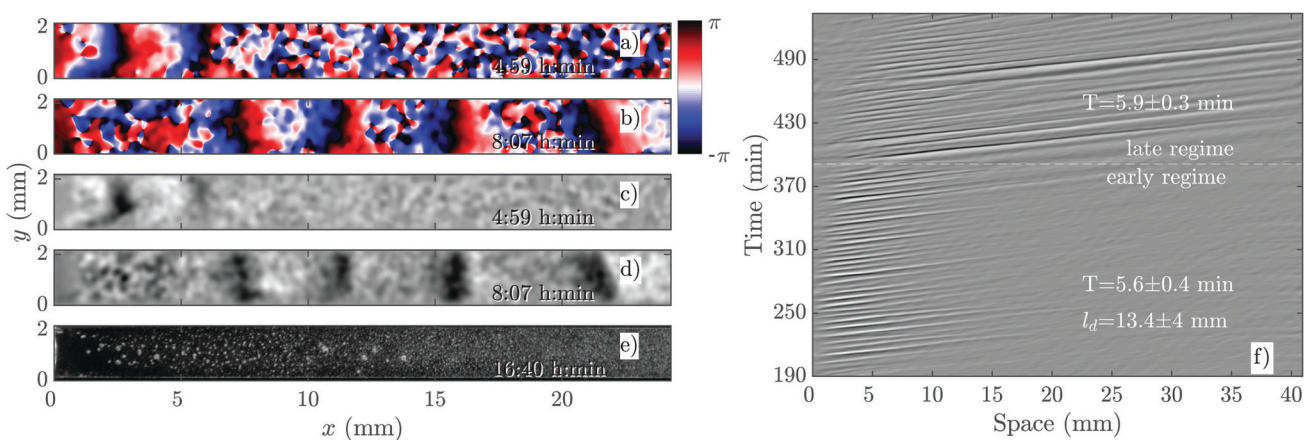 2
0
a)
4:59 h:min
π
-π
2
0
b)
8:07 h:min
2
0
c)
4:59 h:min
2
0
d)
8:07 h:min
2
0
e)
16:40 h:min
y (mm)
0
5
10
15
20
x (mm)
490
430
370
310
250
190
Time (min)
T=5.9±0.3 min
late regime
early regime
T=5.6±0.4 min
l_d=13.4±4 mm
f)
0
5
10
15
20
25
30
35
40
Space (mm)